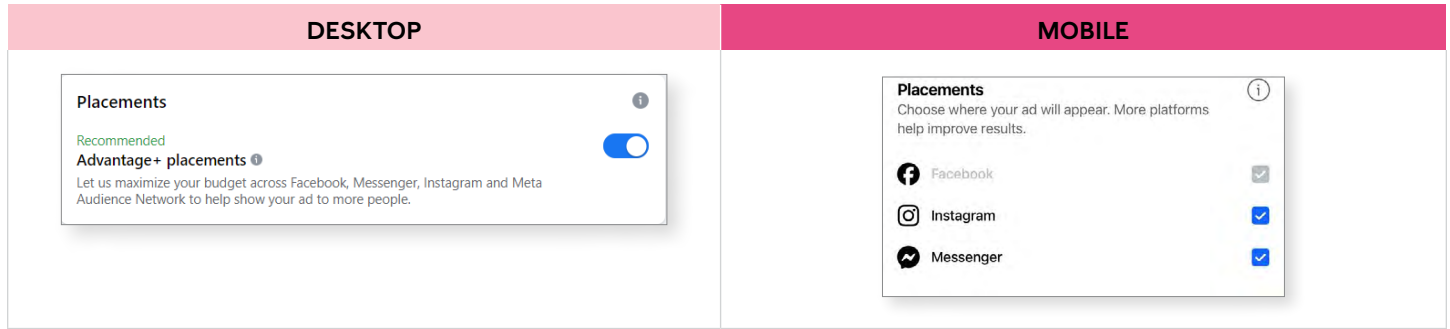 DESKTOP
MOBILE
Placements
Recommended
Advantage+ placements
Let us maximize your budget across Facebook, Messenger, Instagram and Meta
Audience Network to help show your ad to more people.
Placements
Choose where your ad will appear. More platforms
help improve results.
Facebook
Instagram
Messenger